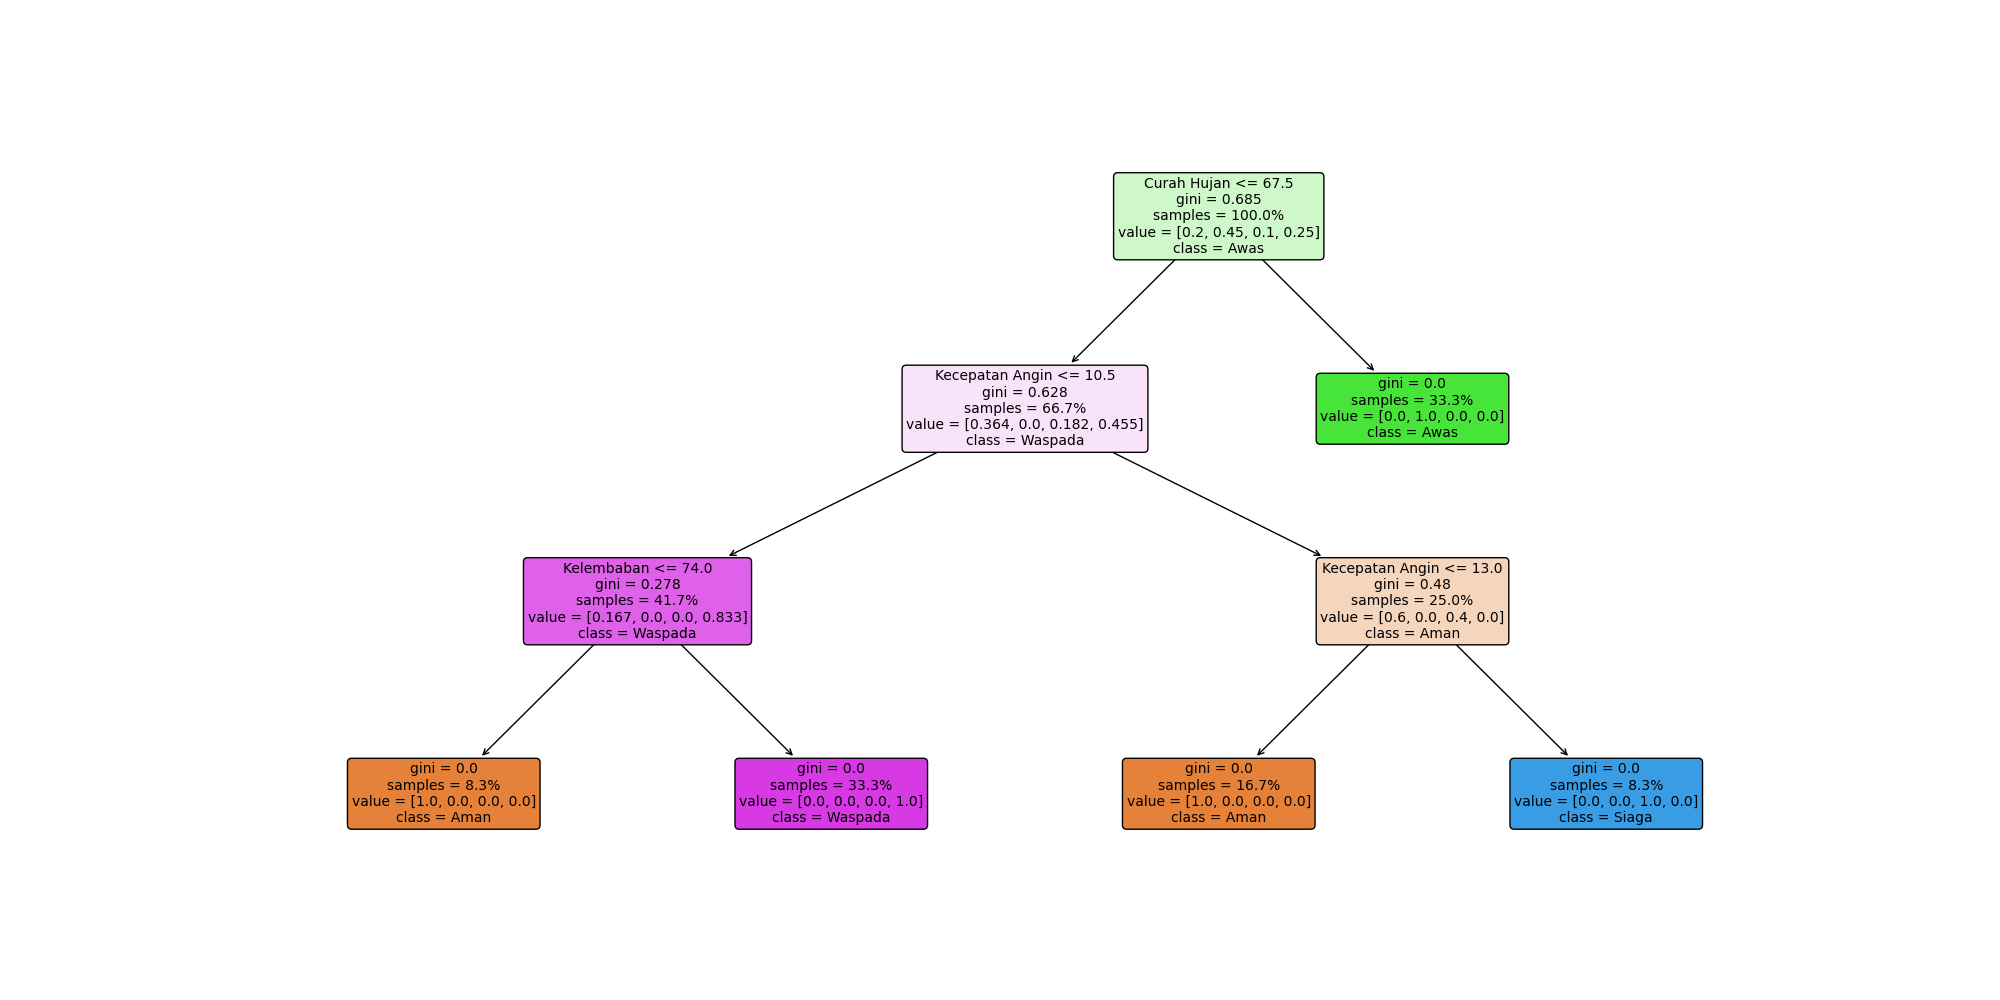 Curah Hujan <= 67.5
gini = 0.685
samples = 100.0%
value = [0.2, 0.45, 0.1, 0.25]
class = Awas
Kecepatan Angin <= 10.5
gini = 0.628
samples = 66.7%
value = [0.364, 0.0, 0.182, 0.455]
class = Waspada
gini = 0.0
samples = 33.3%
value = [0.0, 1.0, 0.0, 0.0]
class = Awas
Kelembaban <= 74.0
gini = 0.278
samples = 41.7%
value = [0.167, 0.0, 0.0, 0.833]
class = Waspada
Kecepatan Angin <= 13.0
gini = 0.48
samples = 25.0%
value = [0.6, 0.0, 0.4, 0.0]
class = Aman
gini = 0.0
samples = 8.3%
value = [1.0, 0.0, 0.0, 0.0]
class = Aman
gini = 0.0
samples = 33.3%
value = [0.0, 0.0, 0.0, 1.0]
class = Waspada
gini = 0.0
samples = 16.7%
value = [1.0, 0.0, 0.0, 0.0]
class = Aman
gini = 0.0
samples = 8.3%
value = [0.0, 0.0, 1.0, 0.0]
class = Siaga